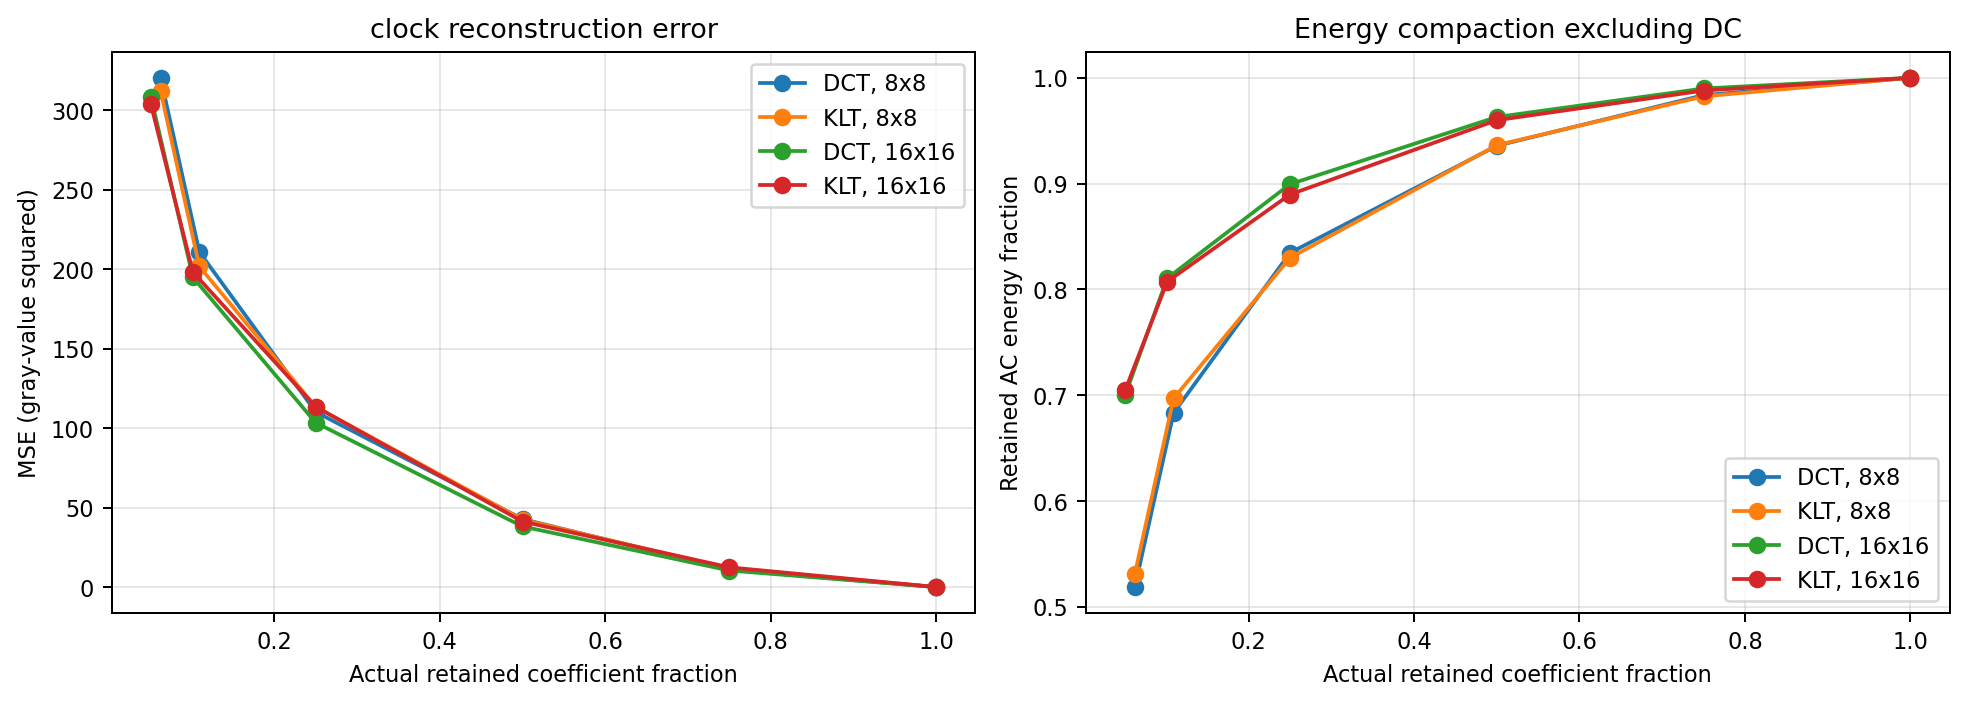 clock reconstruction error
MSE (gray-value squared)
300
250
200
150
100
50
0
0.2
0.4
0.6
0.8
1.0
Actual retained coefficient fraction
DCT, 8x8
KLT, 8x8
DCT, 16x16
KLT, 16x16
Energy compaction excluding DC
Retained AC energy fraction
1.0
0.9
0.8
0.7
0.6
0.5
0.2
0.4
0.6
0.8
1.0
Actual retained coefficient fraction
DCT, 8x8
KLT, 8x8
DCT, 16x16
KLT, 16x16